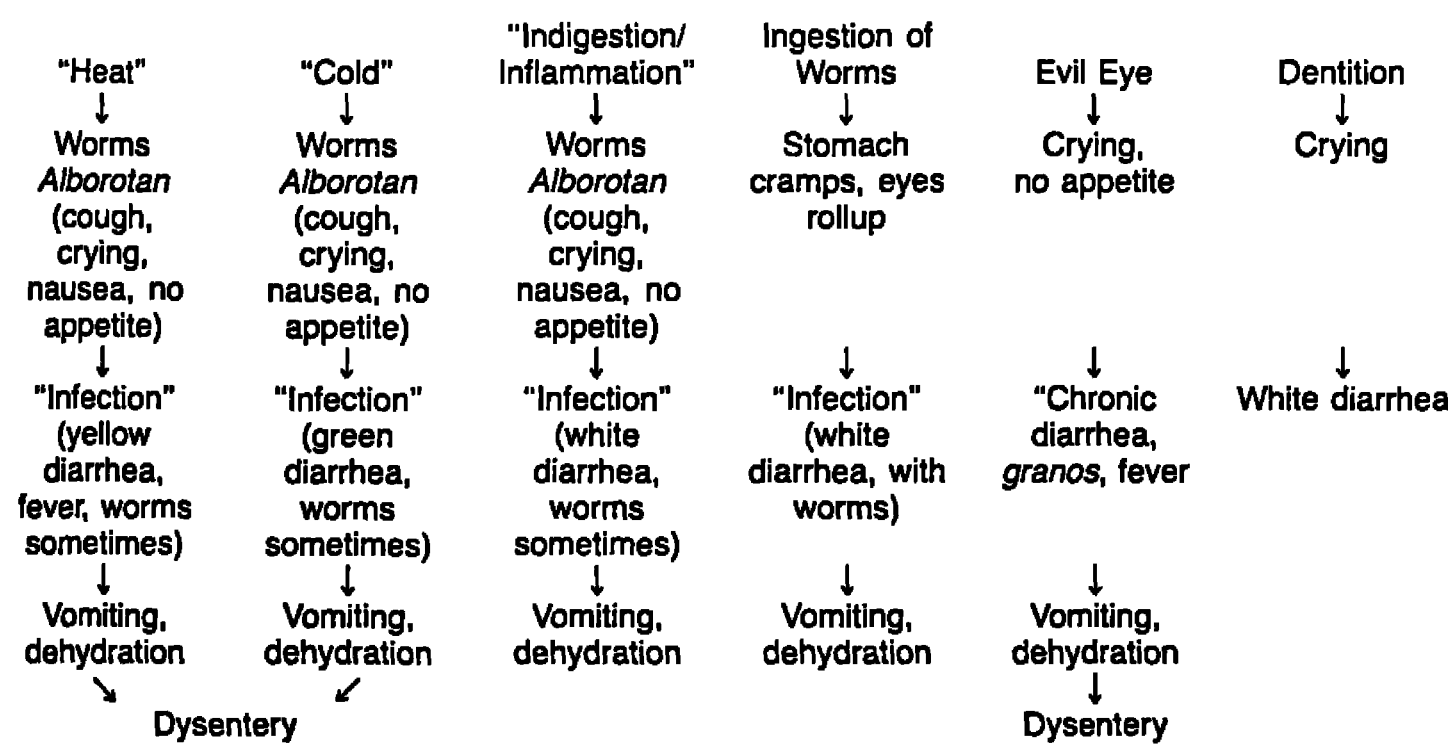 "Heat"
↓
Worms
Alborotan
(cough,
crying,
nausea, no
appetite)
↓
"Infection"
(yellow
diarrhea,
fever, worms
sometimes)
↓
Vomiting,
dehydration
↘
"Cold"
↓
Worms
Alborotan
(cough,
crying,
nausea, no
appetite)
↓
"Infection"
(green
diarrhea,
worms
sometimes)
↓
Vomiting,
dehydration
↙
Dysentery
"Indigestion/
Inflammation"
↓
Worms
Alborotan
(cough,
crying,
nausea, no
appetite)
↓
"Infection"
(white
diarrhea,
worms
sometimes)
↓
Vomiting,
dehydration
Ingestion of
Worms
↓
Stomach
cramps, eyes
rollup
↓
"Infection"
(white
diarrhea, with
worms)
↓
Vomiting,
dehydration
Evil Eye
↓
Crying,
no appetite
↓
"Chronic
diarrhea,
granos, fever
↓
Vomiting,
dehydration
↓
Dysentery
Dentition
↓
Crying
↓
White diarrhea